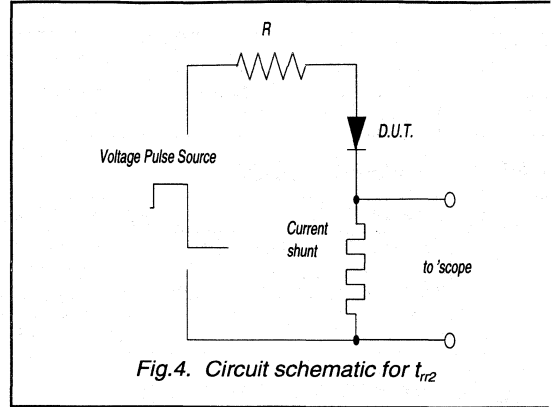 R
D.U.T.
Voltage Pulse Source
Current
shunt
to 'scope
Fig.4. Circuit schematic for trr2